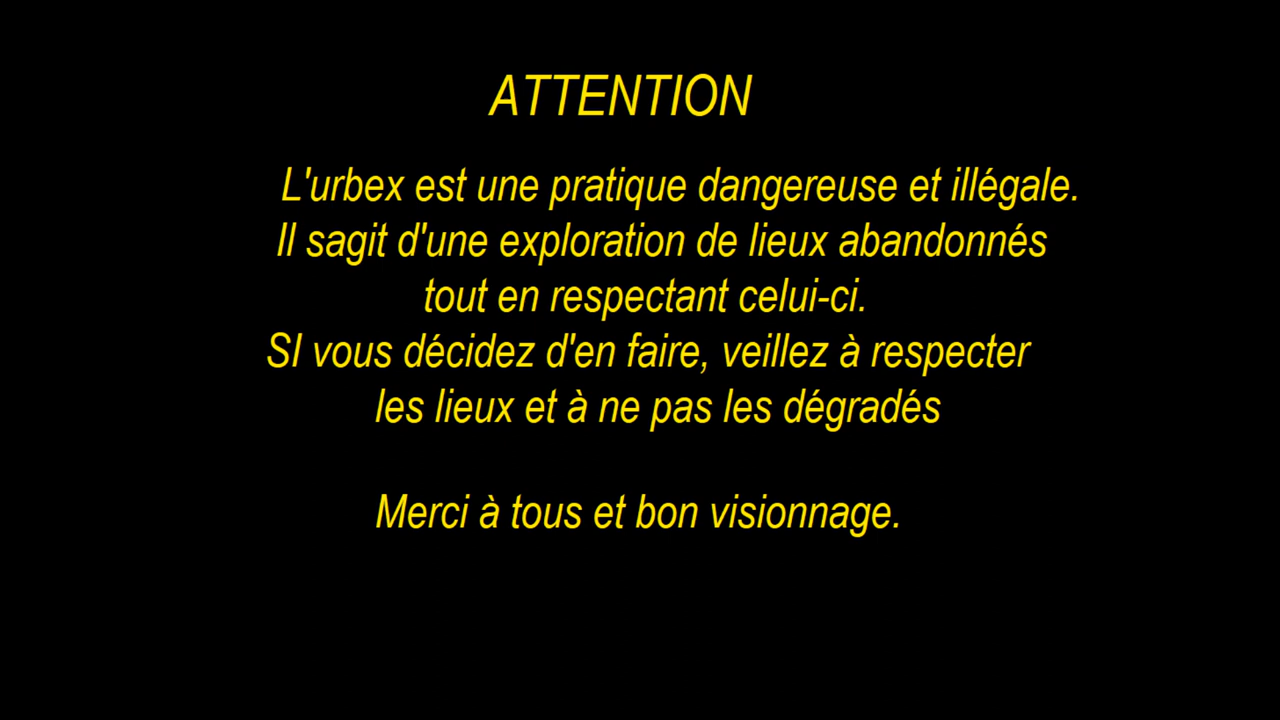 ATTENTION
L'urbex est une pratique dangereuse et illégale.
Il sagit d'une exploration de lieux abandonnés
tout en respectant celui-ci.
SI vous décidez d'en faire, veillez à respecter
les lieux et à ne pas les dégradés
Merci à tous et bon visionnage.